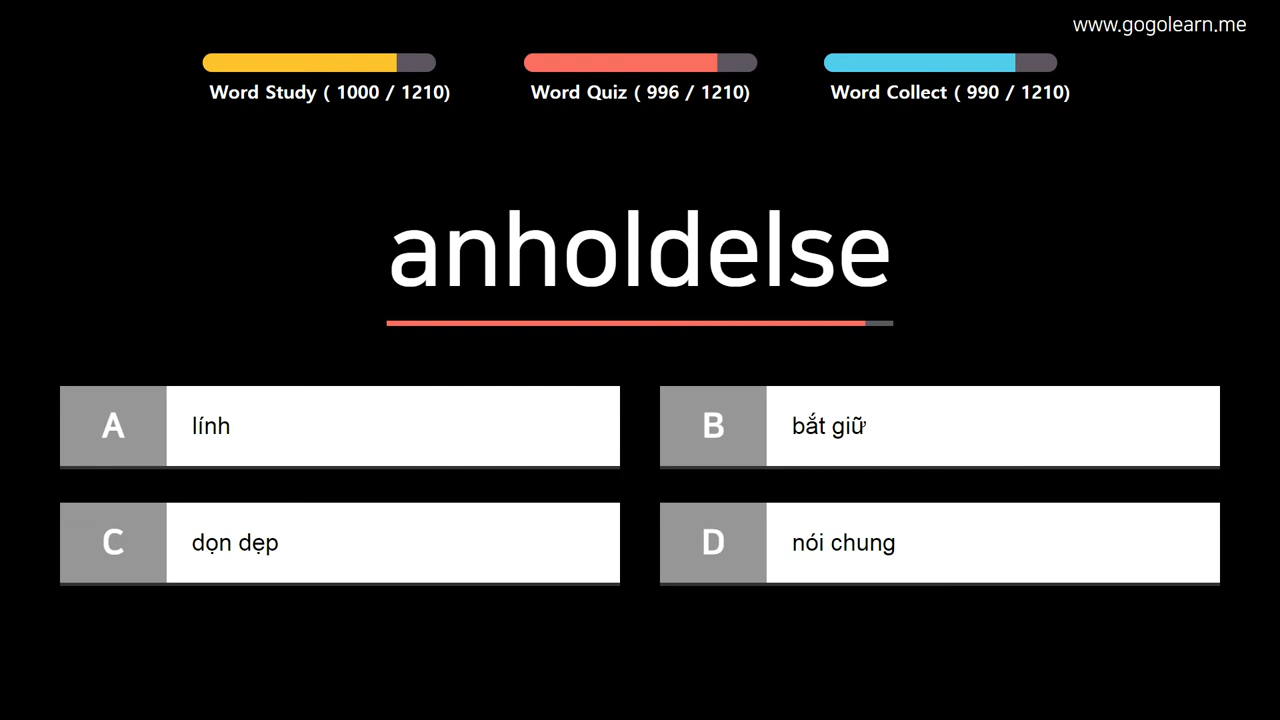 www.gogolearn.me
Word Study ( 1000 / 1210)
Word Quiz ( 996 / 1210)
Word Collect ( 990 / 1210)
anholdelse
A
lính
B
bắt giữ
C
dọn dẹp
D
nói chung